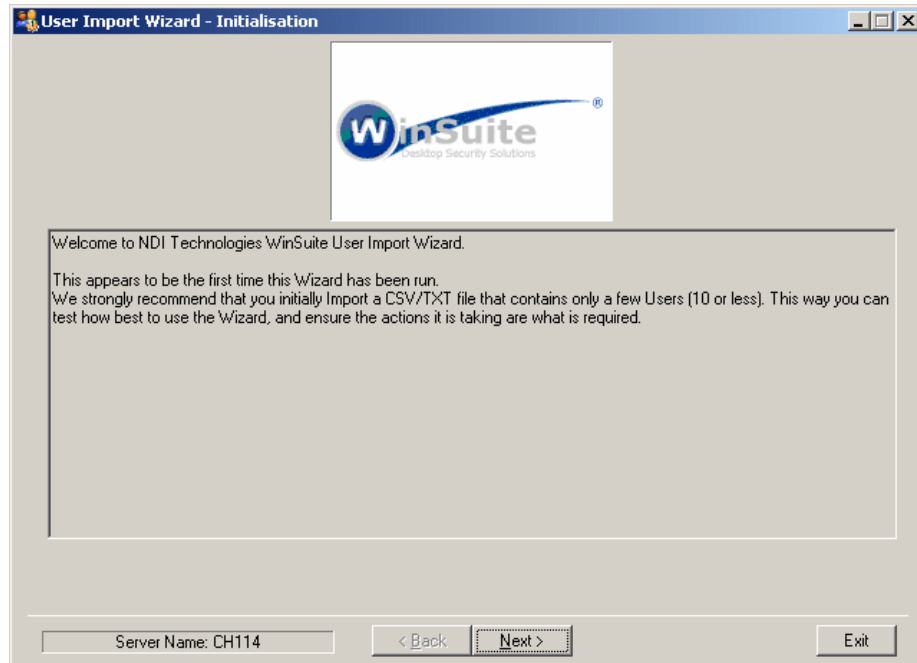 User Import Wizard - Initialisation
WinSuite ®
Desktop Security Solutions
Welcome to NDI Technologies WinSuite User Import Wizard.
This appears to be the first time this Wizard has been run.
We strongly recommend that you initially Import a CSV/TXT file that contains only a few Users (10 or less). This way you can
test how best to use the Wizard, and ensure the actions it is taking are what is required.
Server Name: CH114
< Back
Next >
Exit